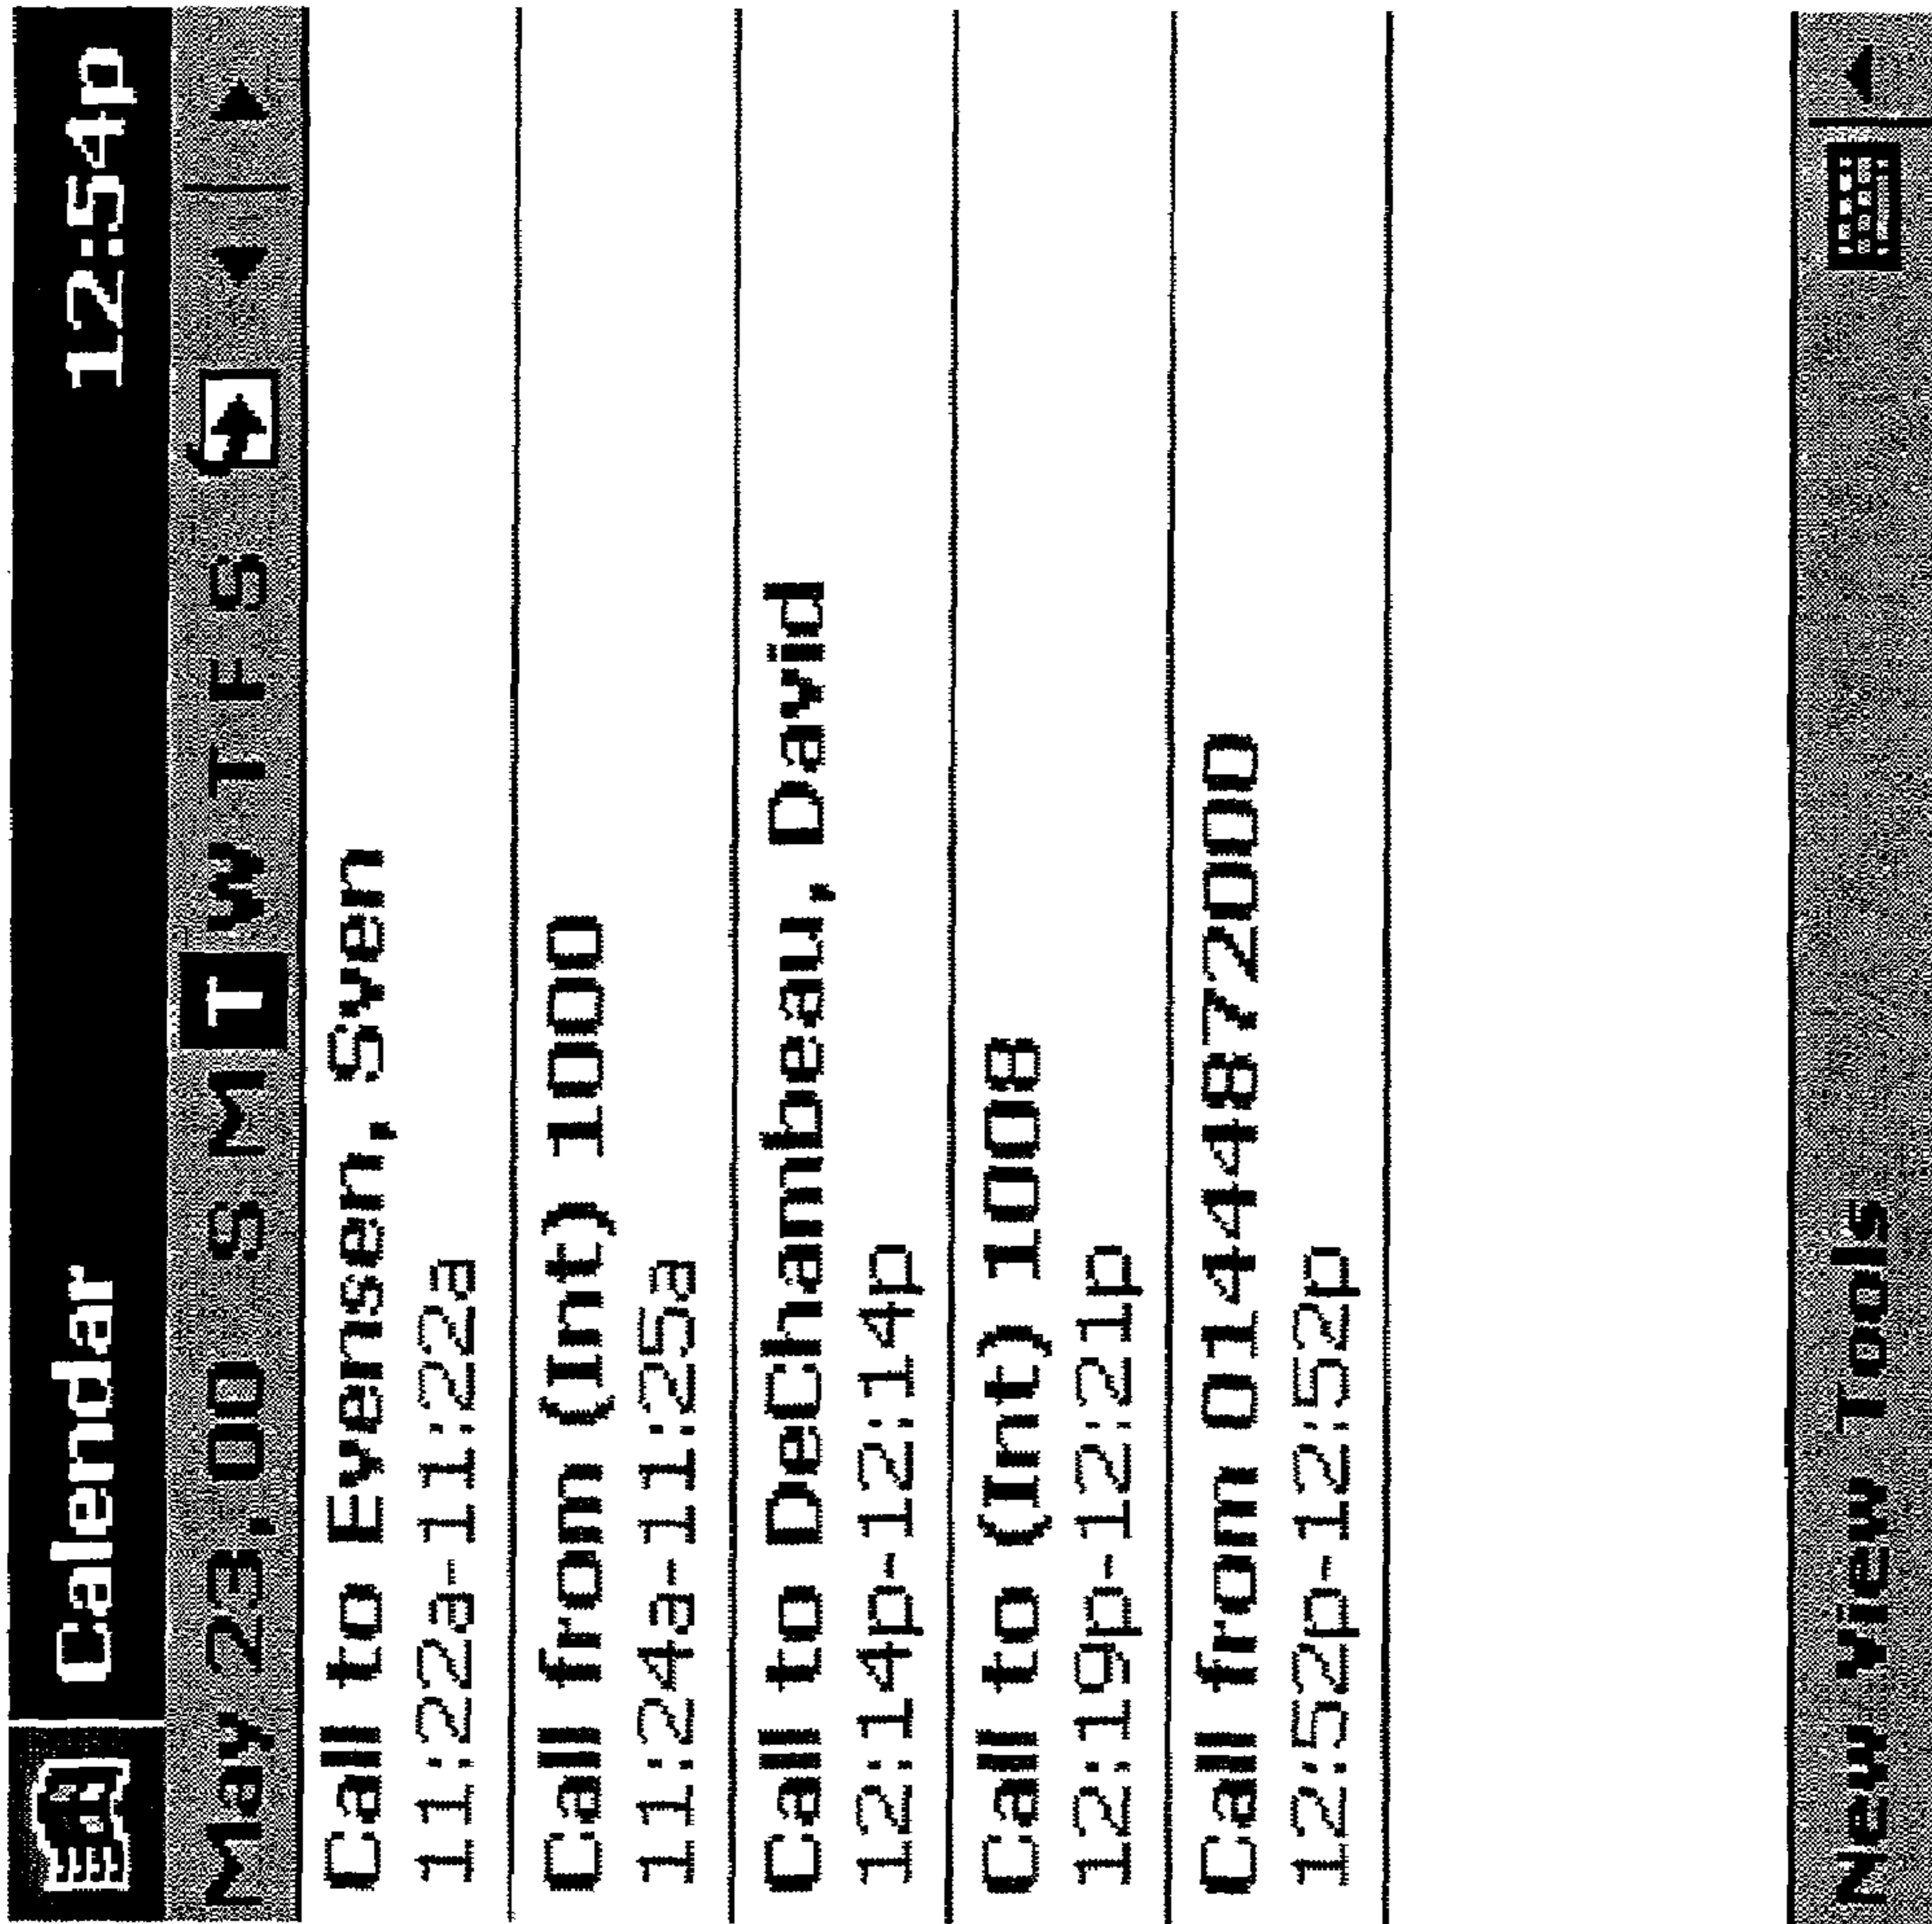 Calendar 12:54p
May 23, 00 S M T W T F S
Call to Evensen, Sven
11:22a-11:22a
Call from (Int) 1000
11:24a-11:25a
Call to DeChambeau, David
12:14p-12:14p
Call to (Int) 1008
12:19p-12:21p
Call from 01444872000
12:52p-12:52p
New View Tools